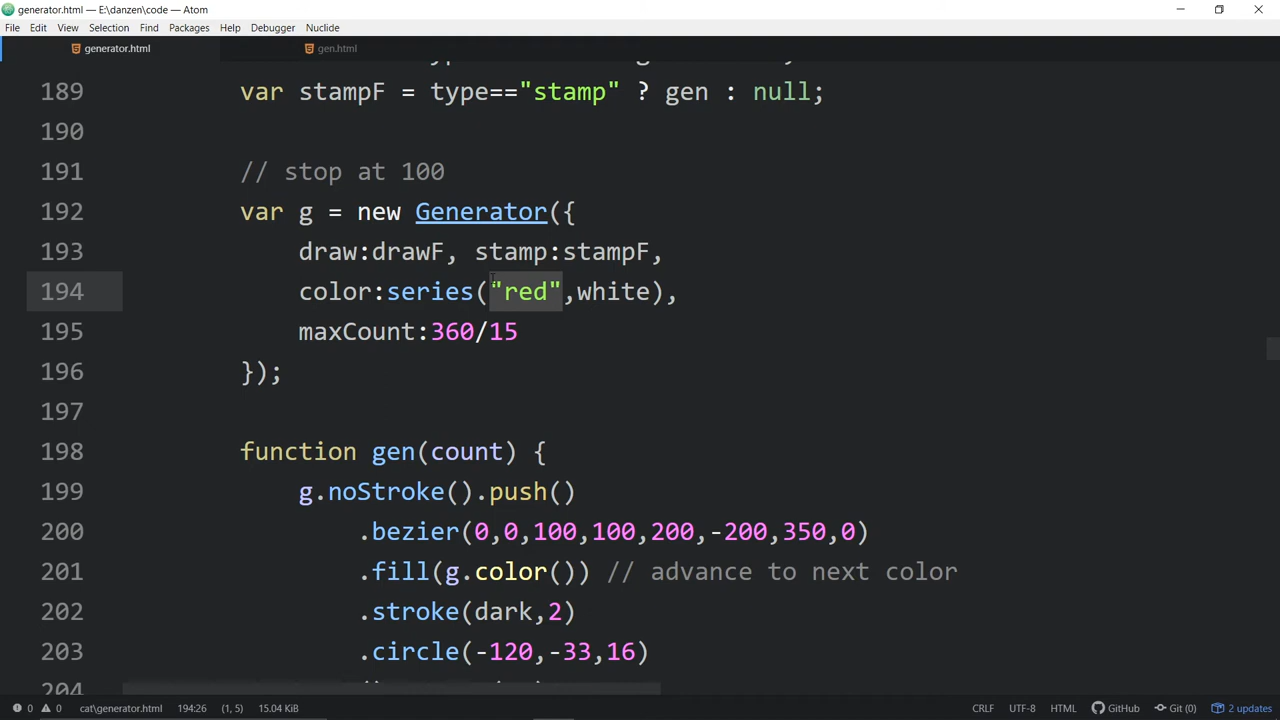 generator.html — E:\danzen\code — Atom
File Edit View Selection Find Packages Help Debugger Nuclide
generator.html gen.html
189 var stampF = type=="stamp" ? gen : null;
190
191 // stop at 100
192 var g = new Generator({
193 draw:drawF, stamp:stampF,
194 color:series("red",white),
195 maxCount:360/15
196 });
197
198 function gen(count) {
199 g.noStroke().push()
200 .bezier(0,0,100,100,200,-200,350,0)
201 .fill(g.color()) // advance to next color
202 .stroke(dark,2)
203 .circle(-120,-33,16)
204
0 0 cat\generator.html 194:26 (1, 5) 15.04 KiB CRLF UTF-8 HTML GitHub Git (0) 2 updates